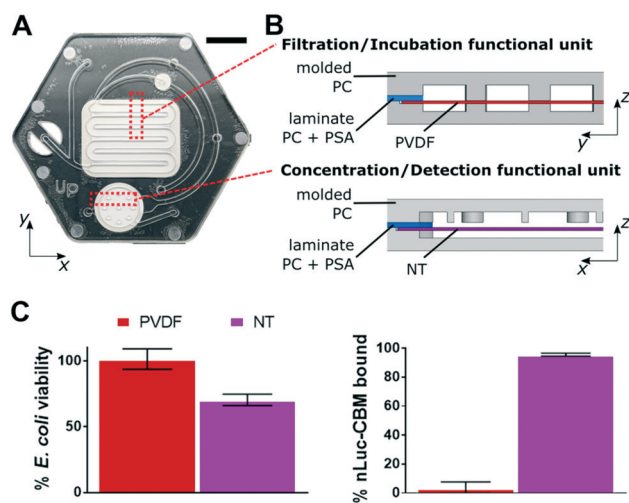 A
B
Filtration/Incubation functional unit
molded
PC
laminate
PC + PSA
PVDF
z
y
Concentration/Detection functional unit
molded
PC
laminate
PC + PSA
NT
z
x
Up
y
x
C
PVDF
NT
% E. coli viability
100
50
0
% nLuc-CBM bound
100
80
60
40
20
0